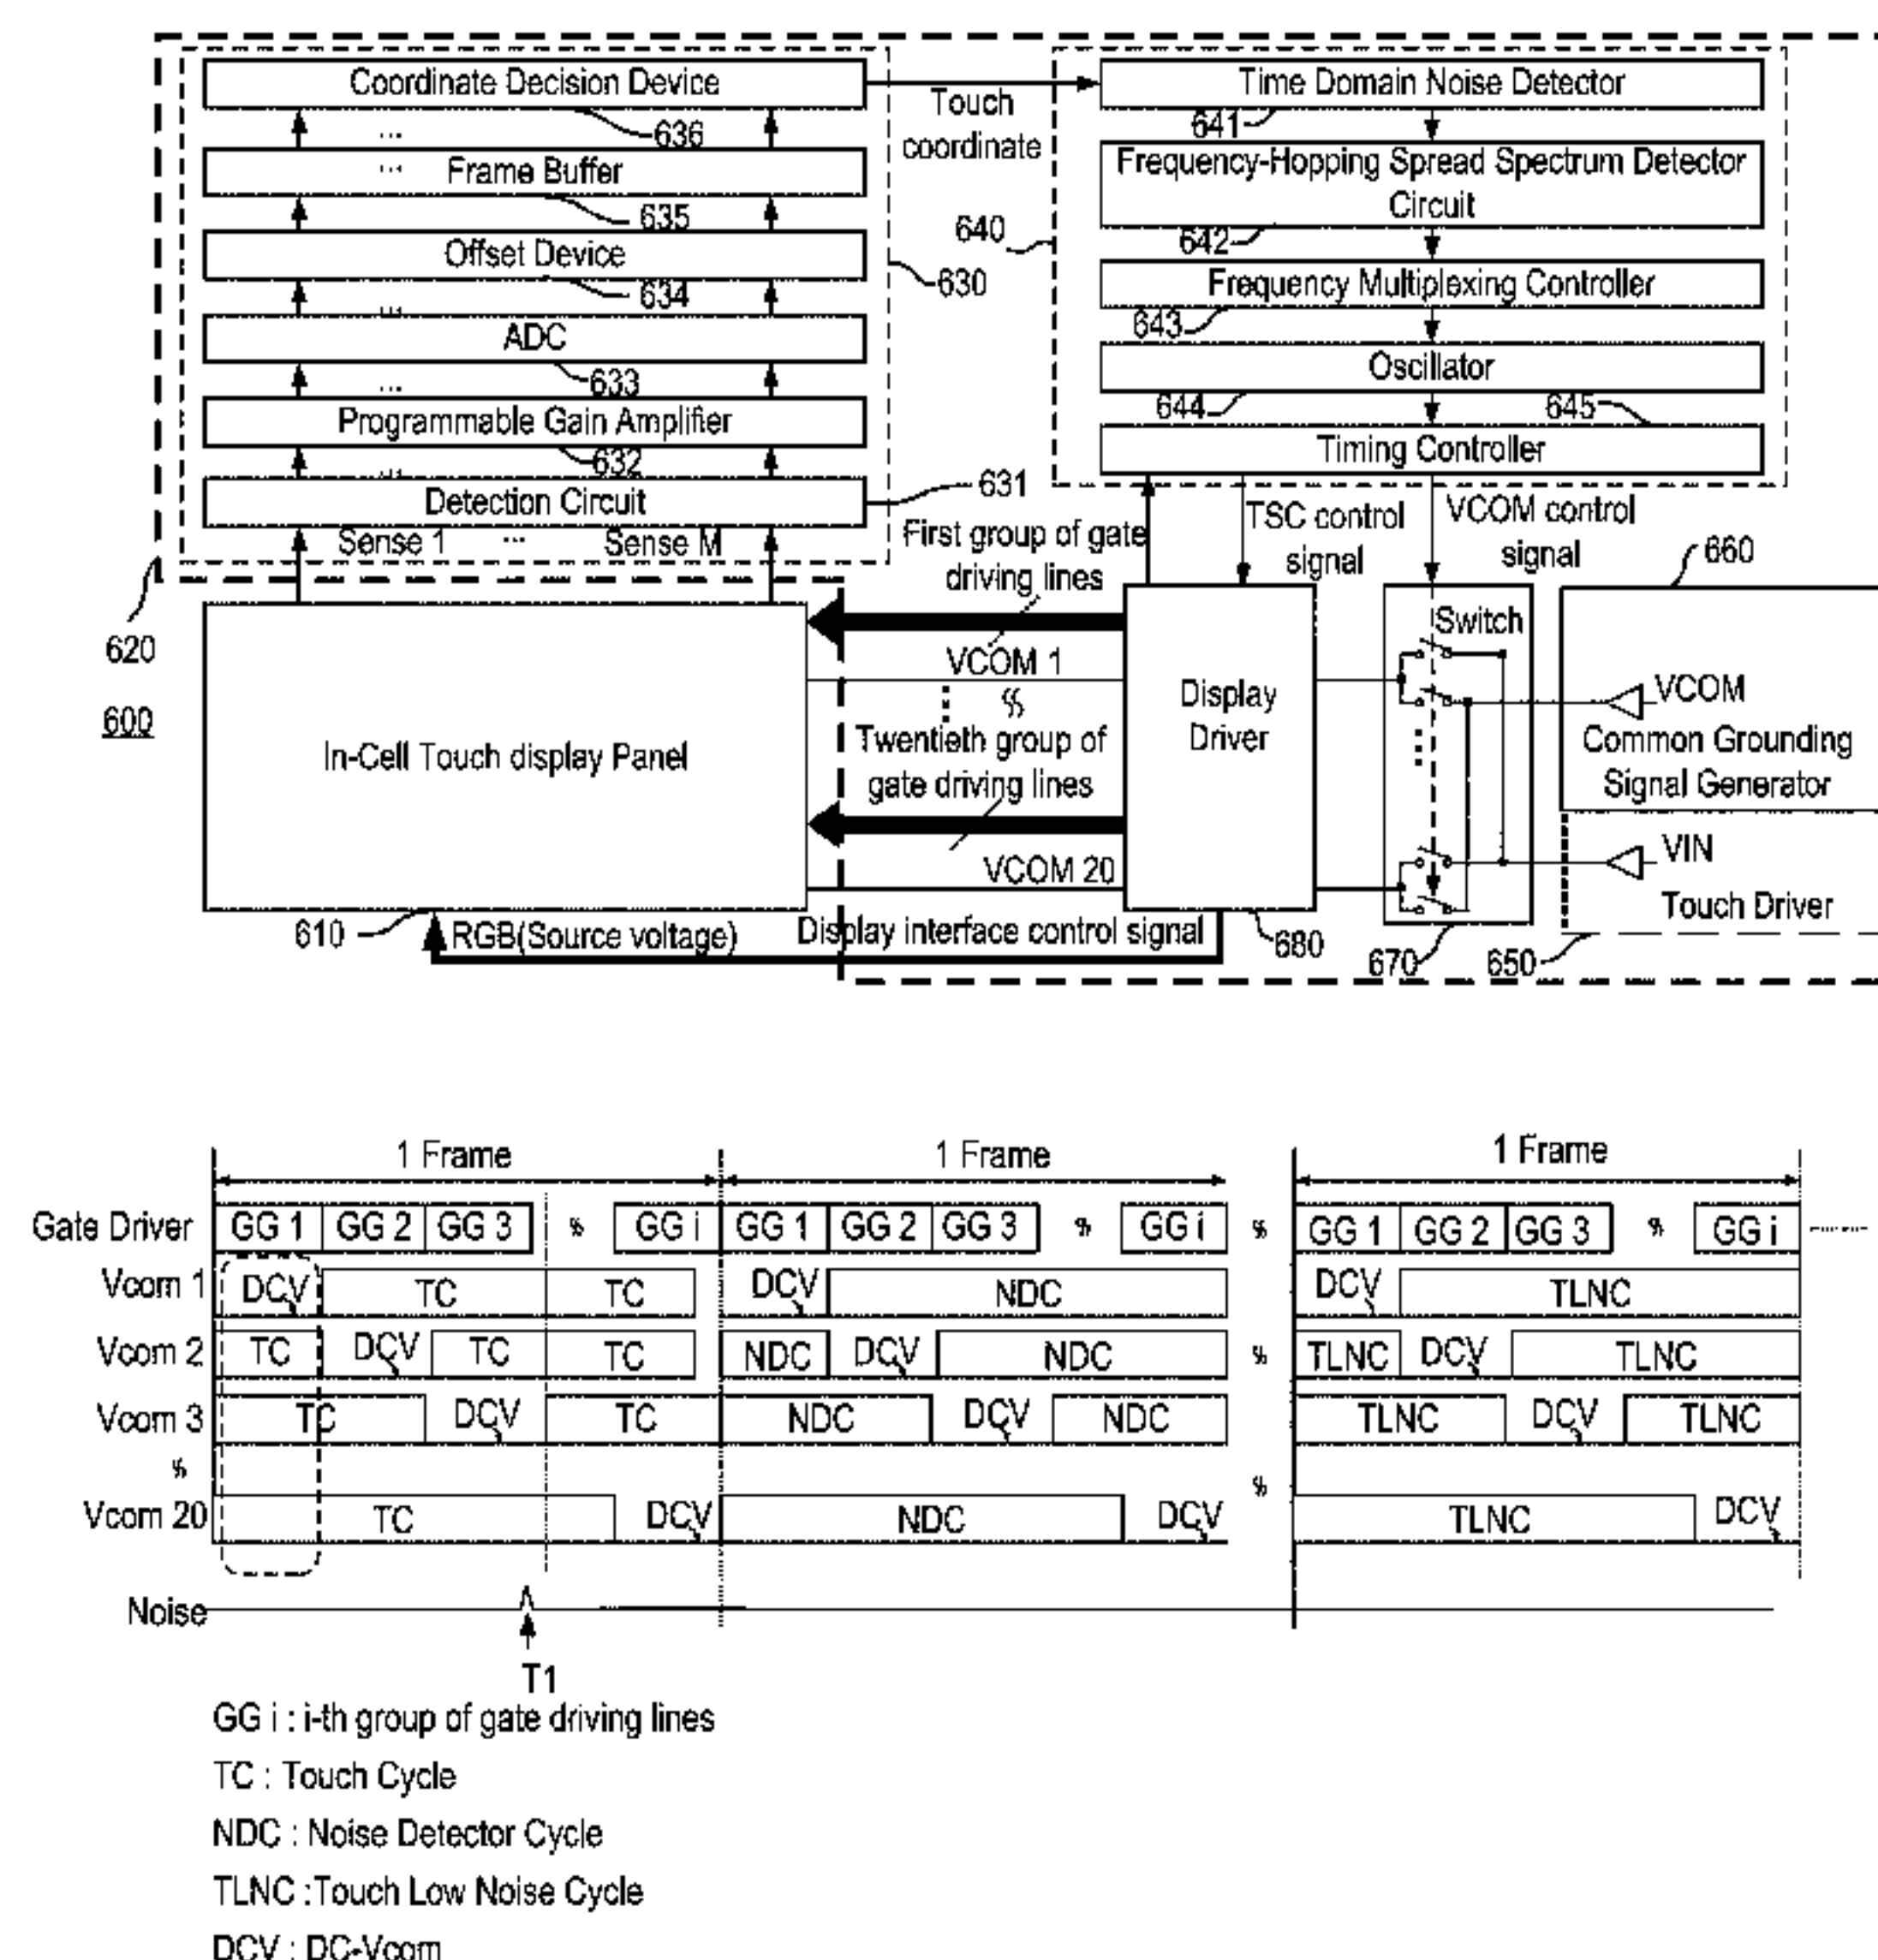 Coordinate Decision Device
636
Frame Buffer
635
Offset Device
634
ADC
633
Programmable Gain Amplifier
632
Detection Circuit
631
Sense 1 ... Sense M
630
620
600
Touch
coordinate
Time Domain Noise Detector
641
Frequency-Hopping Spread Spectrum Detector
Circuit
642
640
Frequency Multiplexing Controller
643
Oscillator
644
645
Timing Controller
TSC control
signal
VCOM control
signal
660
First group of gate
driving lines
VCOM 1
Twentieth group of
gate driving lines
VCOM 20
In-Cell Touch display Panel
610
RGB(Source voltage)
Display interface control signal
Display
Driver
680
Switch
670
VCOM
Common Grounding
Signal Generator
VIN
Touch Driver
650
1 Frame 1 Frame 1 Frame
Gate Driver GG 1 GG 2 GG 3 GG i GG 1 GG 2 GG 3 GG i GG 1 GG 2 GG 3 GG i
Vcom 1 DCV TC TC DCV NDC DCV TLNC
Vcom 2 TC DCV TC TC NDC DCV NDC TLNC DCV TLNC
Vcom 3 TC DCV TC NDC DCV NDC TLNC DCV TLNC
Vcom 20 TC DCV NDC DCV TLNC DCV
Noise
T1
GG i : i-th group of gate driving lines
TC : Touch Cycle
NDC : Noise Detector Cycle
TLNC :Touch Low Noise Cycle
DCV : DC-Vcom